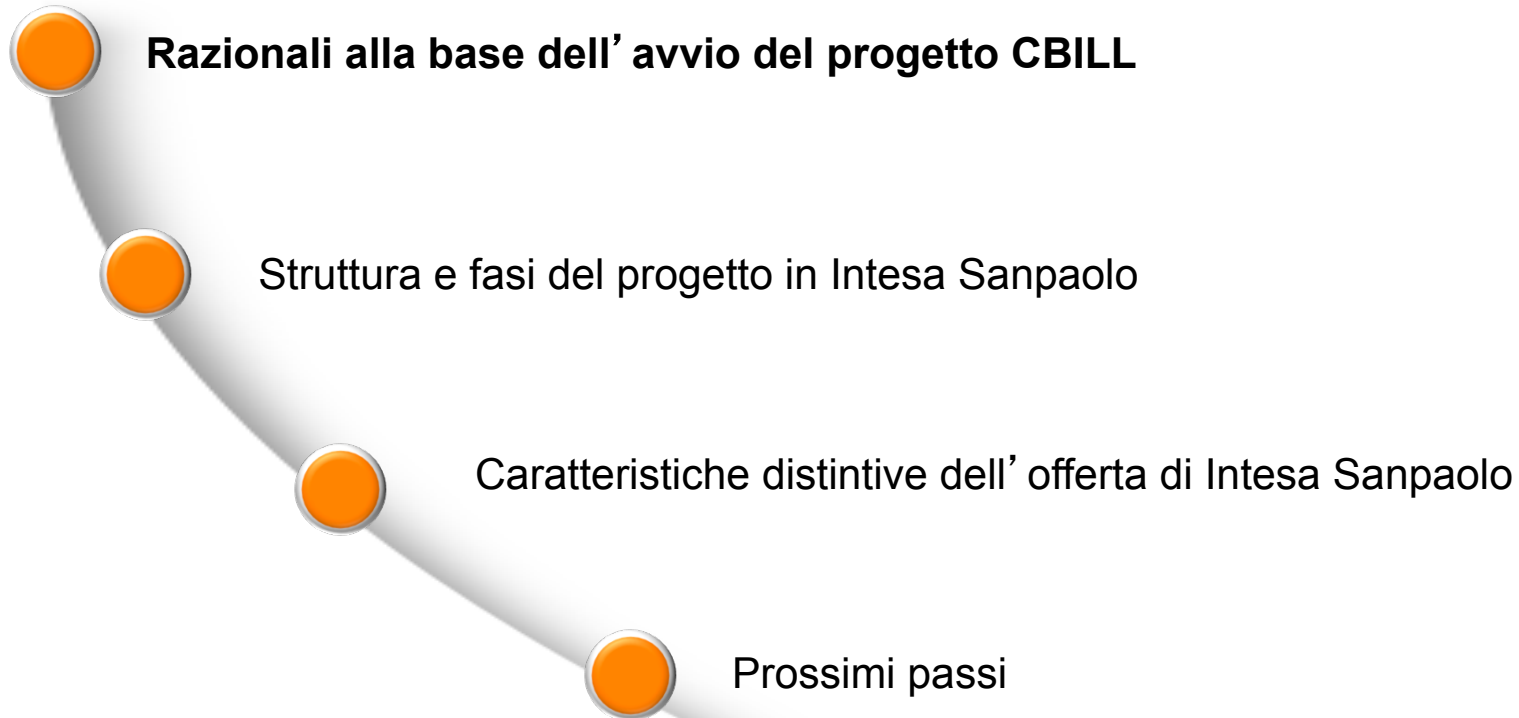 Razionali alla base dell’avvio del progetto CBILL
Struttura e fasi del progetto in Intesa Sanpaolo
Caratteristiche distintive dell’offerta di Intesa Sanpaolo
Prossimi passi